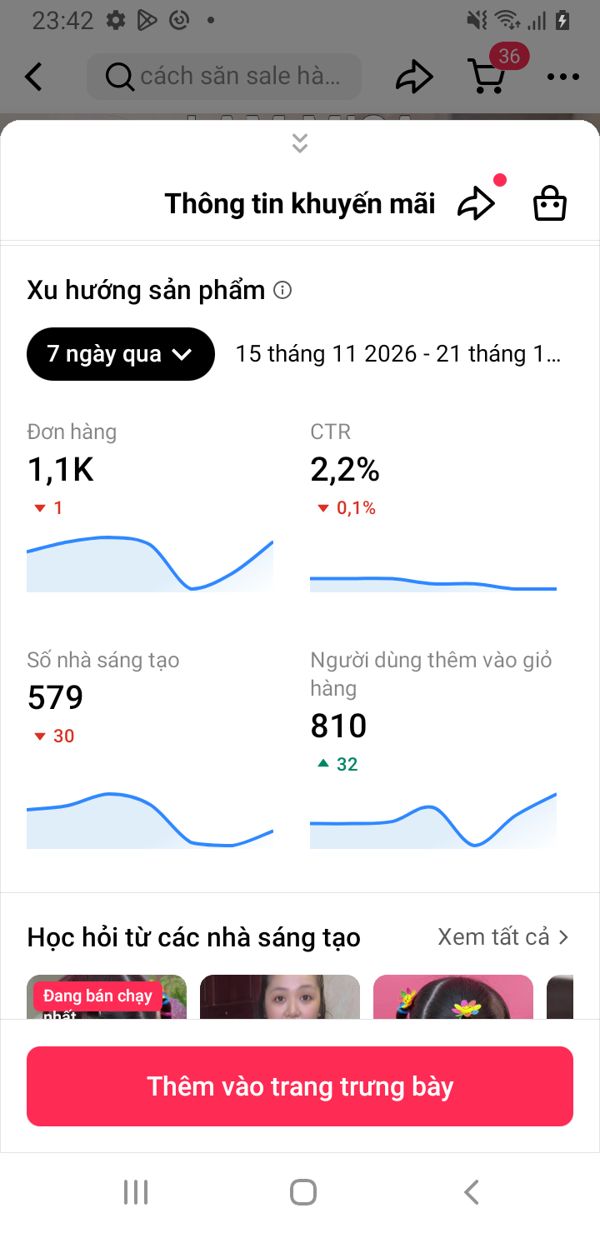 23:42
cách săn sale hà...
36
Thông tin khuyến mãi
Xu hướng sản phẩm
7 ngày qua
15 tháng 11 2026 - 21 tháng 1...
Đơn hàng
1,1K
1
CTR
2,2%
0,1%
Số nhà sáng tạo
579
30
Người dùng thêm vào giỏ
hàng
810
32
Học hỏi từ các nhà sáng tạo
Xem tất cả
Đang bán chạy
nhất
Thêm vào trang trưng bày